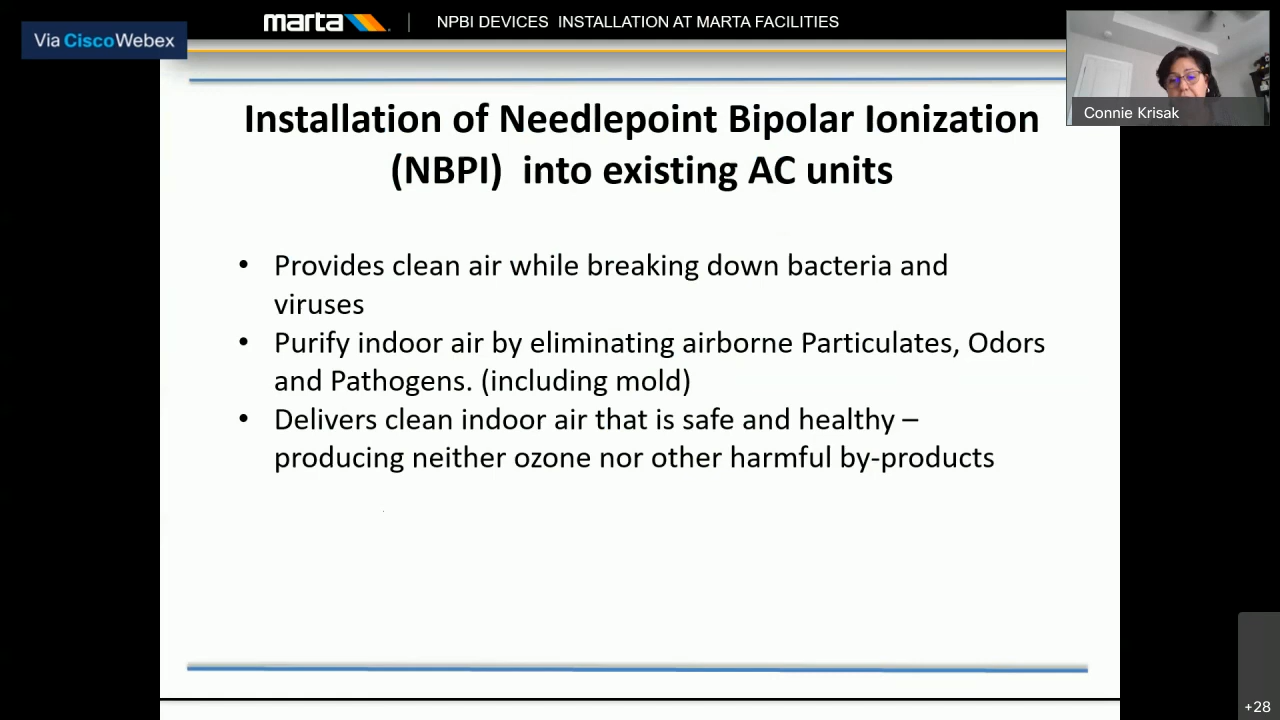 Via CiscoWebex
marta
NPBI DEVICES INSTALLATION AT MARTA FACILITIES
Connie Krisak
Installation of Needlepoint Bipolar Ionization
(NBPI) into existing AC units
• Provides clean air while breaking down bacteria and
viruses
• Purify indoor air by eliminating airborne Particulates, Odors
and Pathogens. (including mold)
• Delivers clean indoor air that is safe and healthy –
producing neither ozone nor other harmful by-products
+28